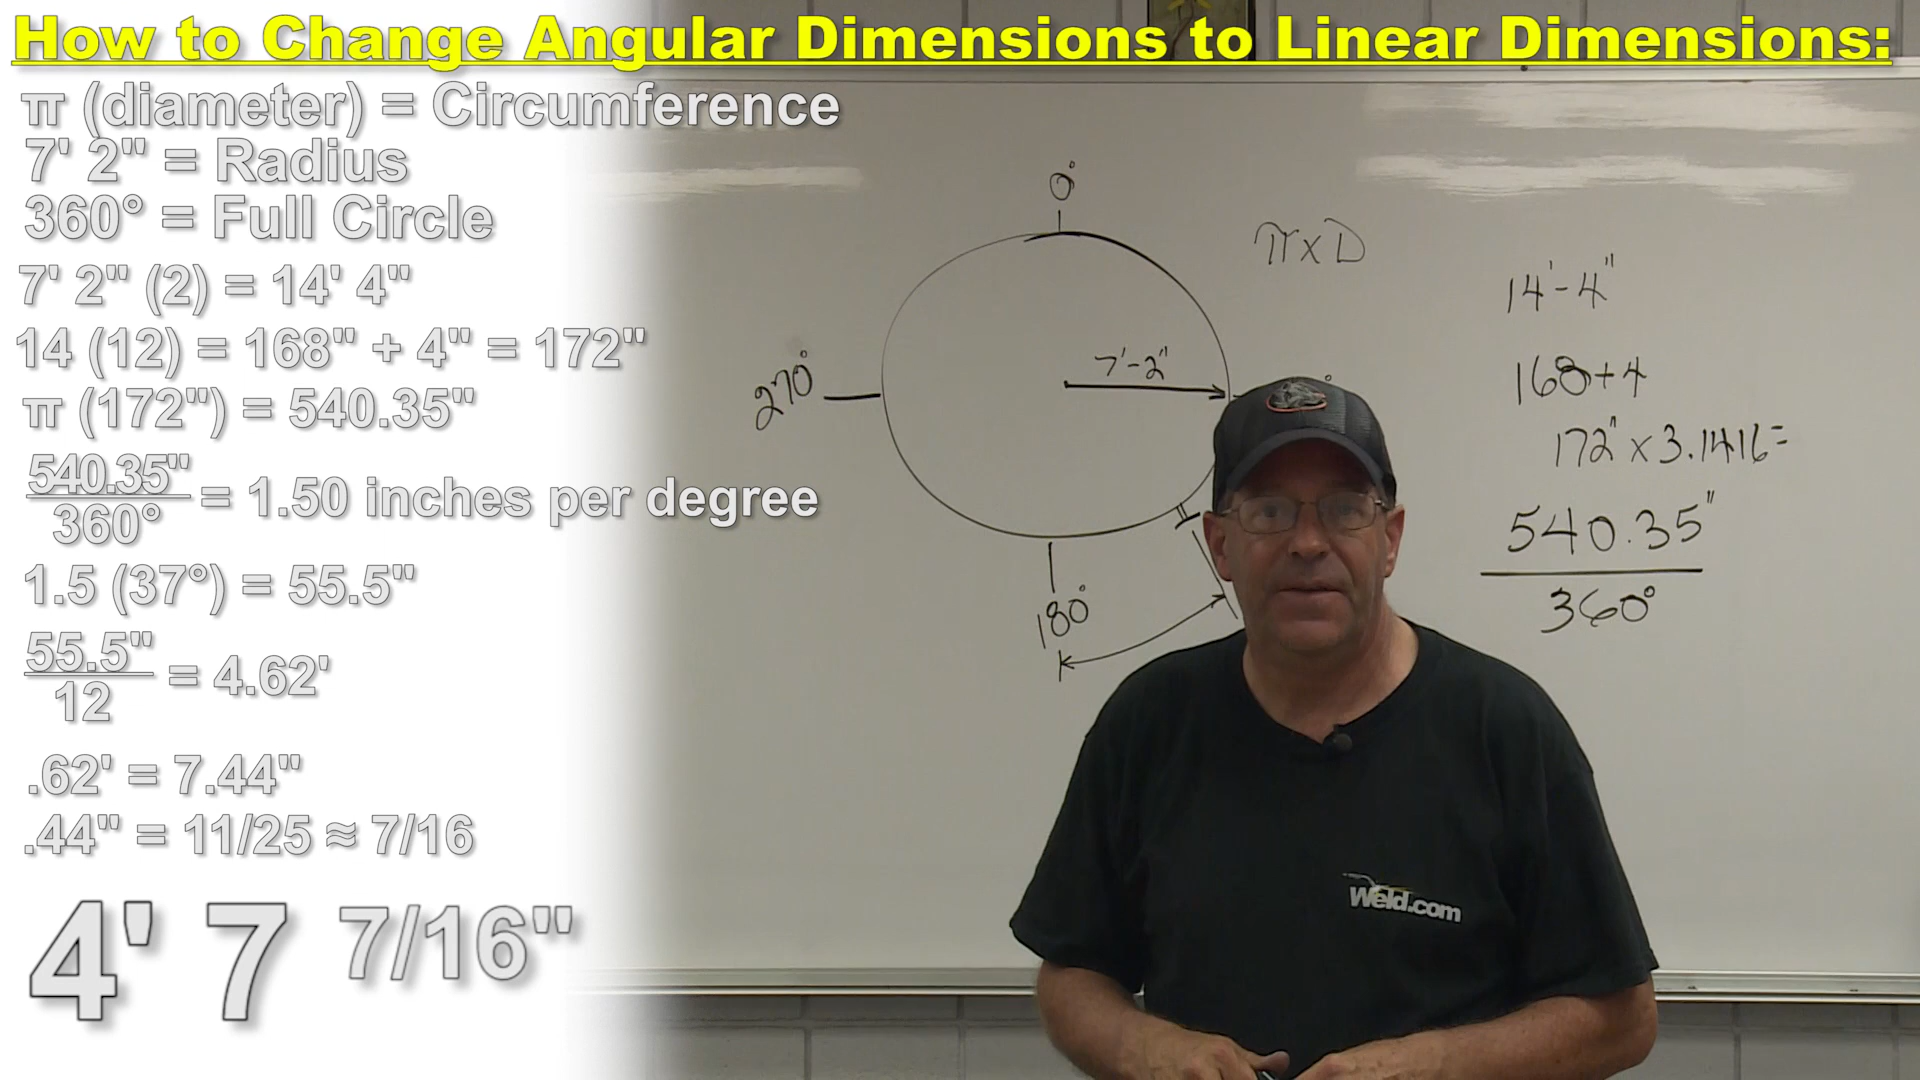 How to Change Angular Dimensions to Linear Dimensions:
π (diameter) = Circumference
7' 2" = Radius
360° = Full Circle
7' 2" (2) = 14' 4"
14 (12) = 168" + 4" = 172"
π (172") = 540.35"
540.35"
360°
= 1.50 inches per degree
1.5 (37°) = 55.5"
55.5"
12
= 4.62'
.62' = 7.44"
.44" = 11/25 ≈ 7/16
4' 7 7/16"
0°
π x D
7'-2"
270°
180°
14'-4"
168+4
172" x 3.1416=
540.35"
360°
Weld.com